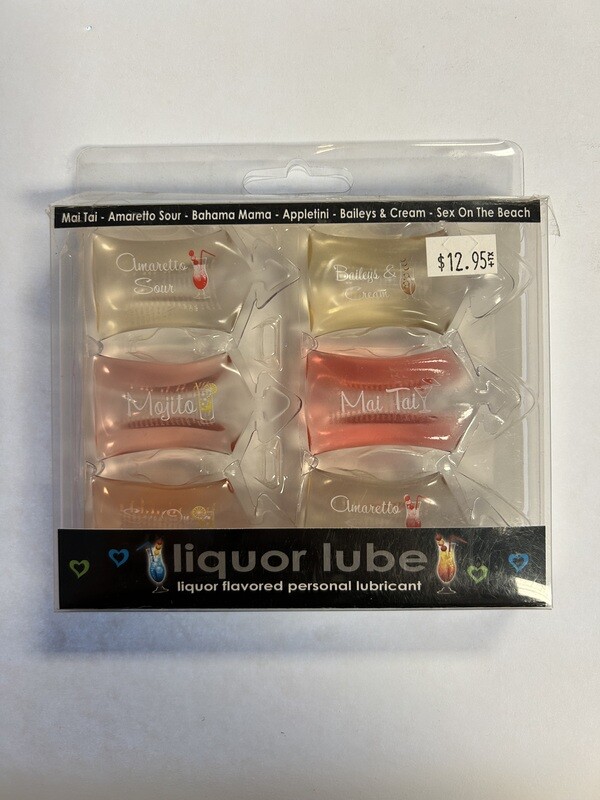 Mai Tai - Amaretto Sour - Bahama Mama - Appletini - Baileys & Cream - Sex On The Beach
$12.95
+TX
Amaretto
Sour
Baileys &
Cream
Mojito
Mai Tai
Amaretto
liquor lube
liquor flavored personal lubricant